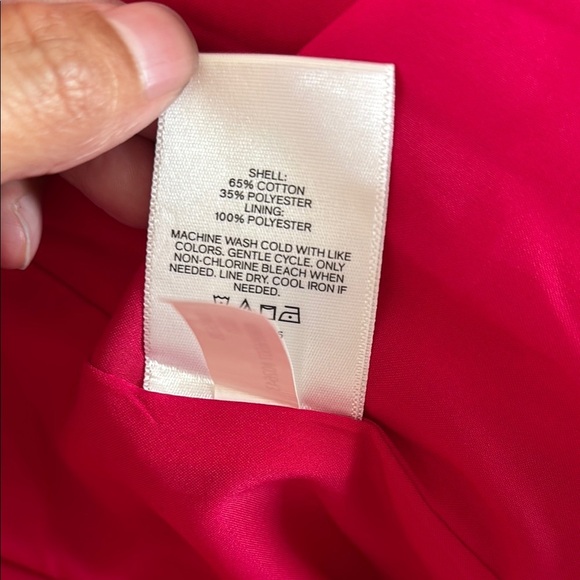 SHELL:
65% COTTON
35% POLYESTER
LINING:
100% POLYESTER
MACHINE WASH COLD WITH LIKE
COLORS. GENTLE CYCLE. ONLY
NON-CHLORINE BLEACH WHEN
NEEDED. LINE DRY. COOL IRON IF
NEEDED.